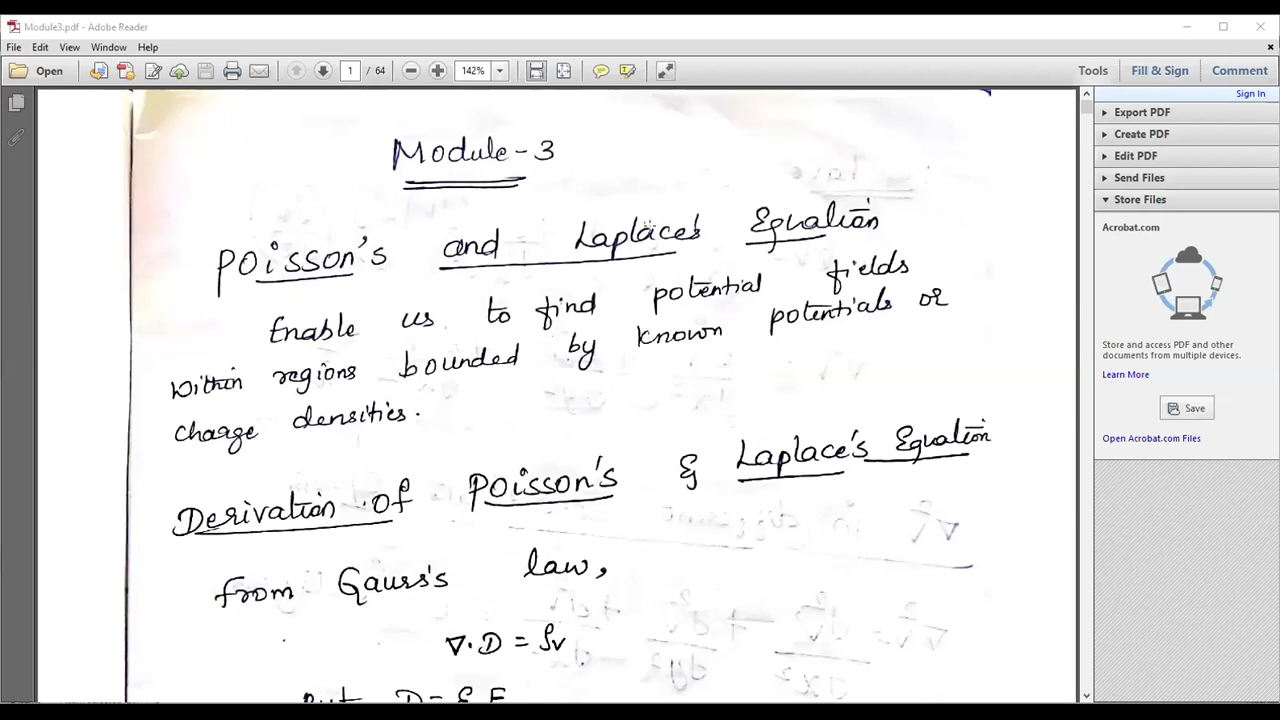 Module3.pdf - Adobe Reader
File Edit View Window Help
Open 1 / 64 142% Tools Fill & Sign Comment
Sign In
Export PDF
Create PDF
Edit PDF
Send Files
Store Files
Acrobat.com
Store and access PDF and other
documents from multiple devices.
Learn More
Save
Open Acrobat.com Files
Module-3
Poisson's and Laplace's Equation
Enable us to find potential fields
within regions bounded by known potentials or
charge densities.
Derivation of Poisson's & Laplace's Equation
from Gauss's law,
∇·D = ρv
But D = ε E